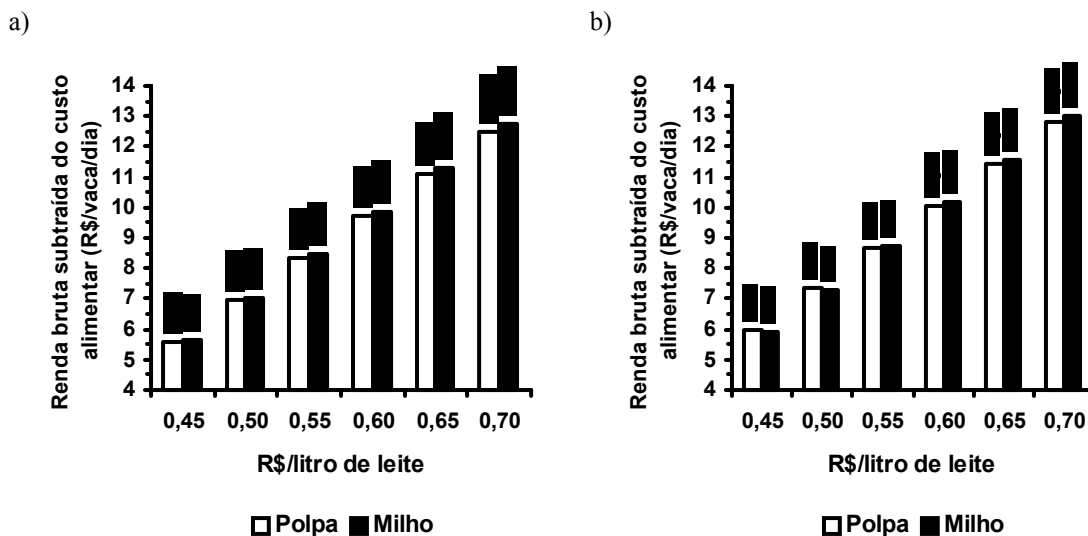 a)
Renda bruta subtraída do custo
alimentar (R$/vaca/dia)
14
13
12
11
10
9
8
7
6
5
4
0,45 0,50 0,55 0,60 0,65 0,70
R$/litro de leite
Polpa Milho
b)
Renda bruta subtraída do custo
alimentar (R$/vaca/dia)
14
13
12
11
10
9
8
7
6
5
4
0,45 0,50 0,55 0,60 0,65 0,70
R$/litro de leite
Polpa Milho